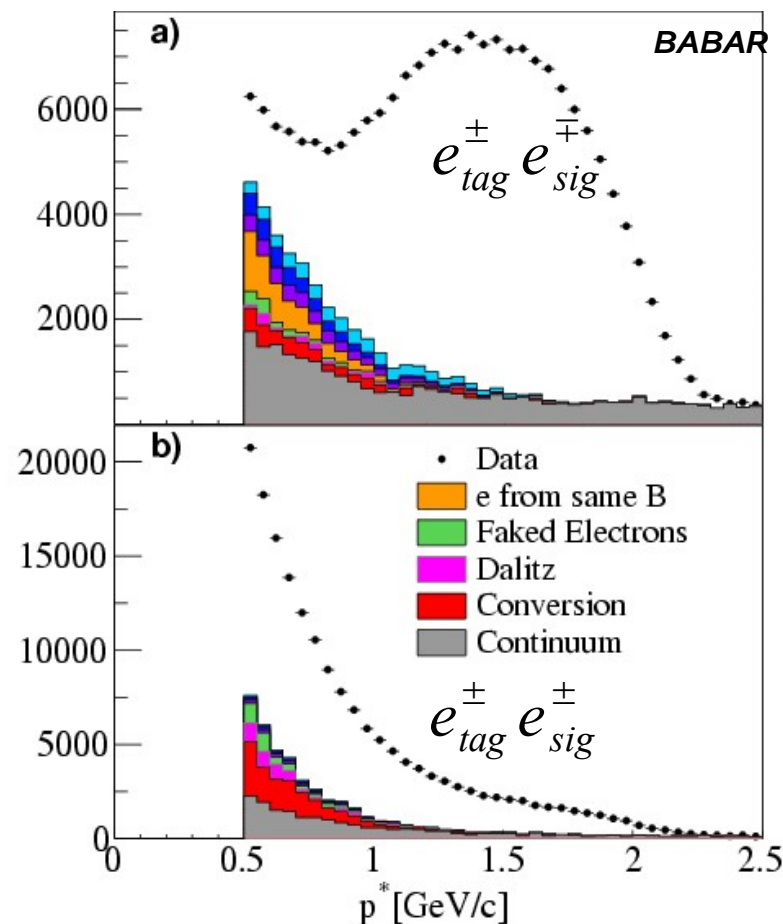 a)
BABAR
6000
4000
2000
e±tag e∓sig
b)
20000
15000
10000
5000
0
Data
e from same B
Faked Electrons
Dalitz
Conversion
Continuum
e±tag e±sig
0 0.5 1 1.5 2 2.5
p*[GeV/c]